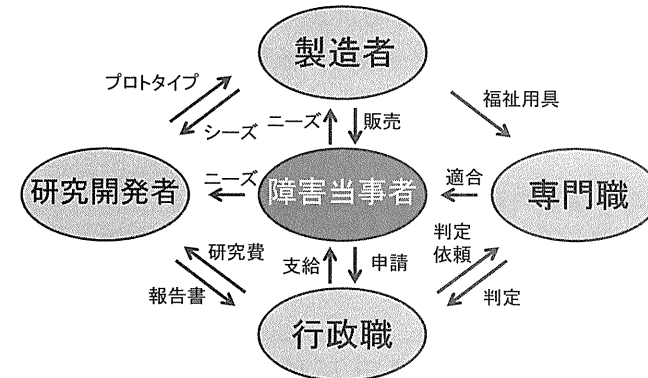 製造者
プロトタイプ
福祉用具
ニーズ
販売
シーズ
ニーズ
適合
研究開発者
障害当事者
専門職
判定
依頼
研究費
支給
申請
報告書
判定
行政職